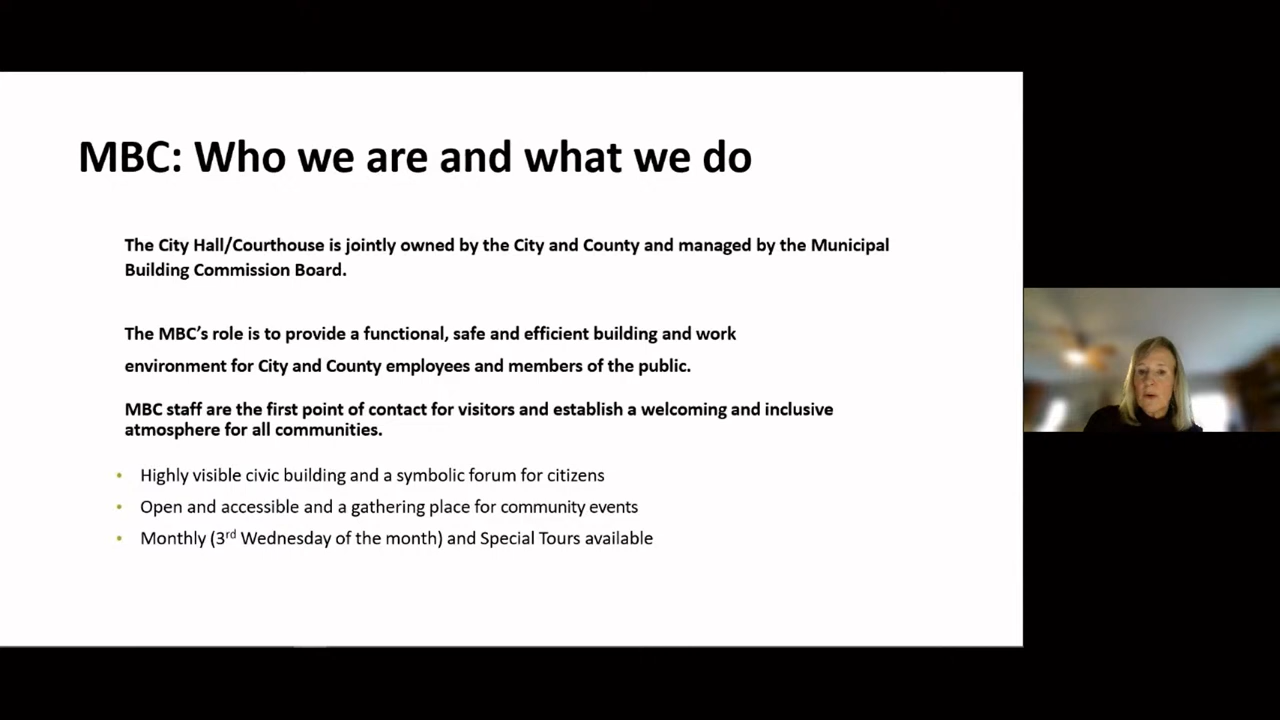 MBC: Who we are and what we do
The City Hall/Courthouse is jointly owned by the City and County and managed by the Municipal
Building Commission Board.
The MBC’s role is to provide a functional, safe and efficient building and work
environment for City and County employees and members of the public.
MBC staff are the first point of contact for visitors and establish a welcoming and inclusive
atmosphere for all communities.
• Highly visible civic building and a symbolic forum for citizens
• Open and accessible and a gathering place for community events
• Monthly (3rd Wednesday of the month) and Special Tours available